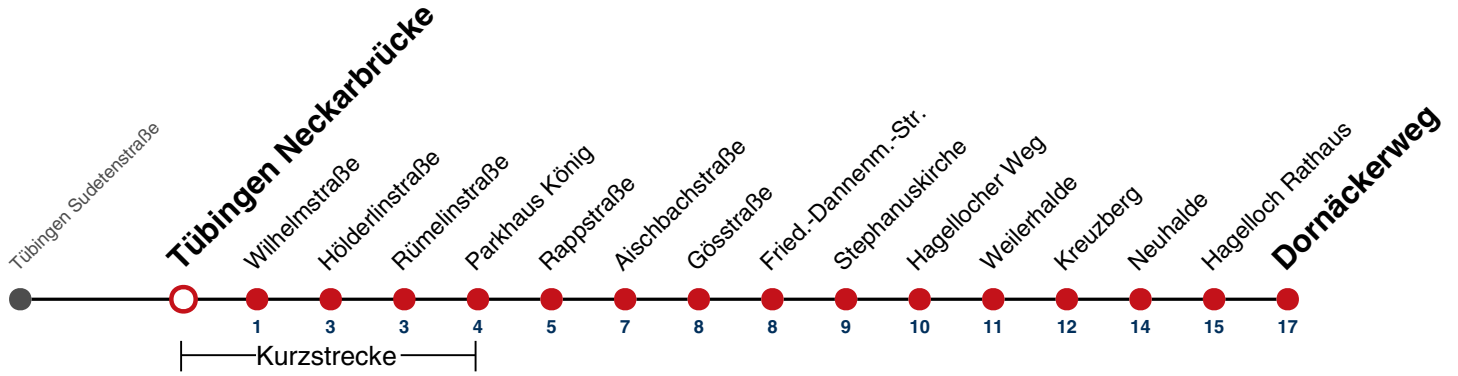 Tübingen Sudetenstraße
Tübingen Neckarbrücke
Wilhelmstraße
Hölderlinstraße
Rümelinstraße
Parkhaus König
Rappstraße
Aischbachstraße
Gösstraße
Fried.-Dannenm.-Str.
Stephanuskirche
Hagellocher Weg
Weilerhalde
Kreuzberg
Neuhalde
Hagelloch Rathaus
Dornäckerweg
1 3 3 4 5 7 8 8 9 10 11 12 14 15 17
Kurzstrecke